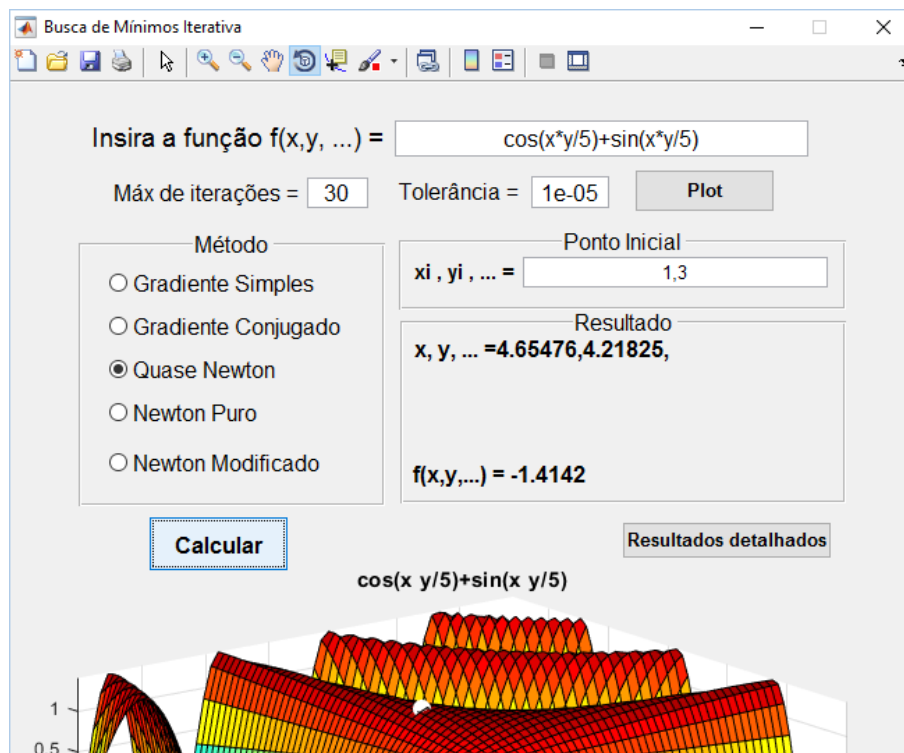 Busca de Mínimos Iterativa
Insira a função f(x,y, ...) = cos(x*y/5)+sin(x*y/5)
Máx de iterações = 30 Tolerância = 1e-05 Plot
Método
Gradiente Simples
Gradiente Conjugado
Quase Newton
Newton Puro
Newton Modificado
Ponto Inicial
xi , yi , ... = 1,3
Resultado
x, y, ... =4.65476,4.21825,
f(x,y,...) = -1.4142
Calcular
Resultados detalhados
cos(x y/5)+sin(x y/5)
1
0.5